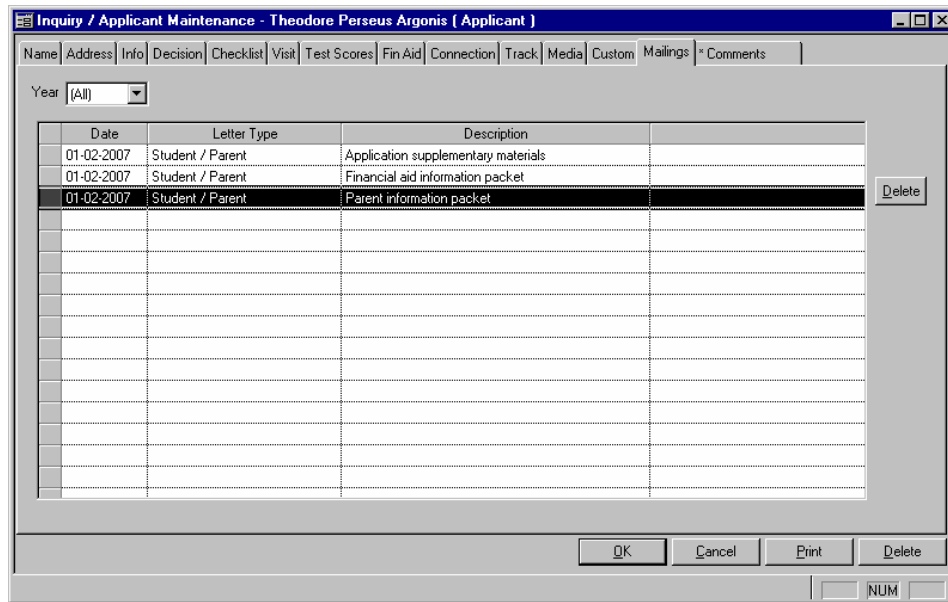 Inquiry / Applicant Maintenance - Theodore Perseus Argonis ( Applicant )
Name Address Info Decision Checklist Visit Test Scores Fin Aid Connection Track Media Custom Mailings * Comments
Year (All)
Date Letter Type Description
01-02-2007 Student / Parent Application supplementary materials
01-02-2007 Student / Parent Financial aid information packet
01-02-2007 Student / Parent Parent information packet
Delete
OK Cancel Print Delete
NUM